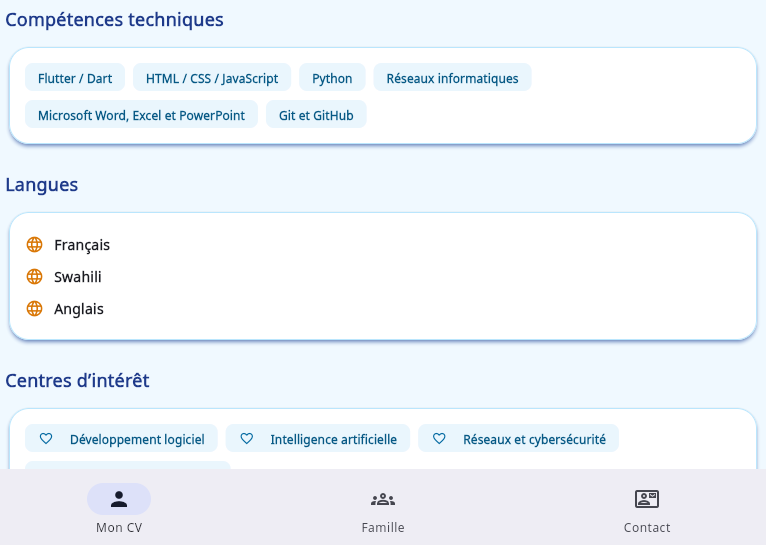 Compétences techniques
Flutter / Dart HTML / CSS / JavaScript Python Réseaux informatiques
Microsoft Word, Excel et PowerPoint Git et GitHub
Langues
Français
Swahili
Anglais
Centres d’intérêt
Développement logiciel Intelligence artificielle Réseaux et cybersécurité
Mon CV Famille Contact